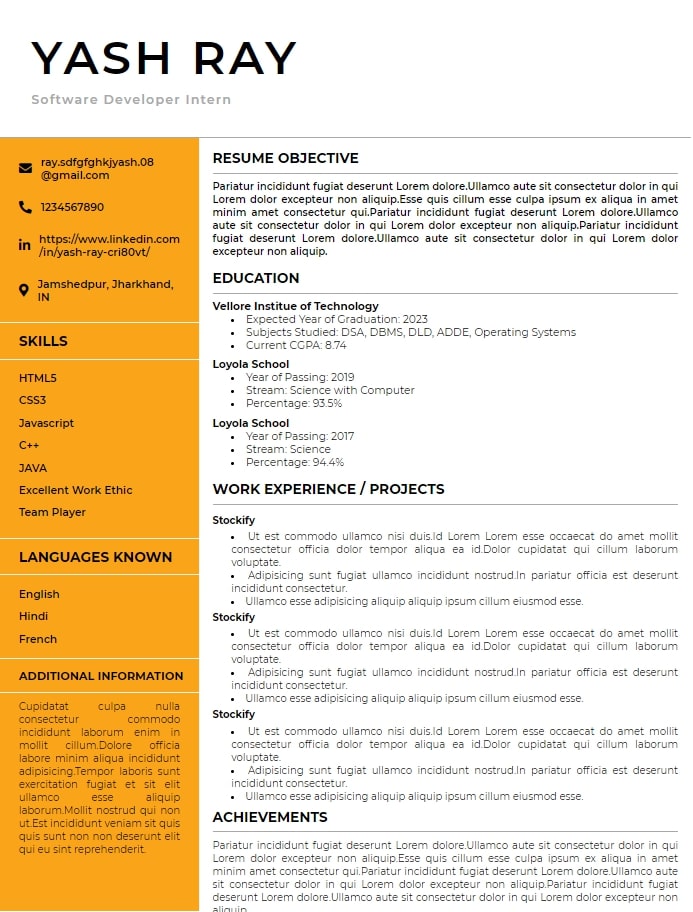 YASH RAY
Software Developer Intern
ray.sdfgfghkjyash.08
@gmail.com
1234567890
https://www.linkedin.com
/in/yash-ray-cri80vt/
Jamshedpur, Jharkhand,
IN
SKILLS
HTML5
CSS3
Javascript
C++
JAVA
Excellent Work Ethic
Team Player
LANGUAGES KNOWN
English
Hindi
French
ADDITIONAL INFORMATION
Cupidatat culpa nulla
consectetur commodo
incididunt laborum enim in
mollit cillum.Dolore officia
labore minim aliqua incididunt
adipisicing.Tempor laboris sunt
exercitation fugiat et sit elit
ullamco esse aliquip
laborum.Mollit nostrud qui non
ut.Est incididunt veniam sit quis
quis sunt non non deserunt elit
qui eu sint reprehenderit.
RESUME OBJECTIVE
Pariatur incididunt fugiat deserunt Lorem dolore.Ullamco aute sit consectetur dolor in qui
Lorem dolor excepteur non aliquip.Esse quis cillum esse culpa ipsum ex aliquip amet
minim amet consectetur qui.Pariatur incididunt fugiat deserunt Lorem dolore.Ullamco
aute sit consectetur dolor in qui Lorem dolor excepteur non aliquip.Pariatur incididunt
fugiat deserunt Lorem dolore.Ullamco aute sit consectetur dolor in qui Lorem dolor
excepteur non aliquip.
EDUCATION
Vellore Institue of Technology
• Expected Year of Graduation: 2023
• Subjects Studied: DSA, DBMS, DLD, ADDE, Operating Systems
• Current CGPA: 8.74
Loyola School
• Year of Passing: 2019
• Stream: Science with Computer
• Percentage: 93.5%
Loyola School
• Year of Passing: 2017
• Stream: Science
• Percentage: 94.4%
WORK EXPERIENCE / PROJECTS
Stockify
• Ut est commodo ullamco nisi duis.Id Lorem Lorem esse occaecat do amet mollit
consectetur officia dolor tempor aliqua ea id.Dolor cupidatat qui cillum laborum
voluptate.
• Adipisicing sunt fugiat ullamco incididunt nostrud.In pariatur officia est deserunt
incididunt consectetur.
• Ullamco esse adipisicing aliquip aliquip ipsum cillum eiusmod esse.
Stockify
• Ut est commodo ullamco nisi duis.Id Lorem Lorem esse occaecat do amet mollit
consectetur officia dolor tempor aliqua ea id.Dolor cupidatat qui cillum laborum
voluptate.
• Adipisicing sunt fugiat ullamco incididunt nostrud.In pariatur officia est deserunt
incididunt consectetur.
• Ullamco esse adipisicing aliquip aliquip ipsum cillum eiusmod esse.
Stockify
• Ut est commodo ullamco nisi duis.Id Lorem Lorem esse occaecat do amet mollit
consectetur officia dolor tempor aliqua ea id.Dolor cupidatat qui cillum laborum
voluptate.
• Adipisicing sunt fugiat ullamco incididunt nostrud.In pariatur officia est deserunt
incididunt consectetur.
• Ullamco esse adipisicing aliquip aliquip ipsum cillum eiusmod esse.
ACHIEVEMENTS
Pariatur incididunt fugiat deserunt Lorem dolore.Ullamco aute sit consectetur dolor in qui
Lorem dolor excepteur non aliquip.Esse quis cillum esse culpa ipsum ex aliquip amet
minim amet consectetur qui.Pariatur incididunt fugiat deserunt Lorem dolore.Ullamco
aute sit consectetur dolor in qui Lorem dolor excepteur non aliquip.Pariatur incididunt
fugiat deserunt Lorem dolore.Ullamco aute sit consectetur dolor in qui Lorem dolor
excepteur non aliquip.Pariatur incididunt fugiat deserunt Lorem dolore.Ullamco aute sit